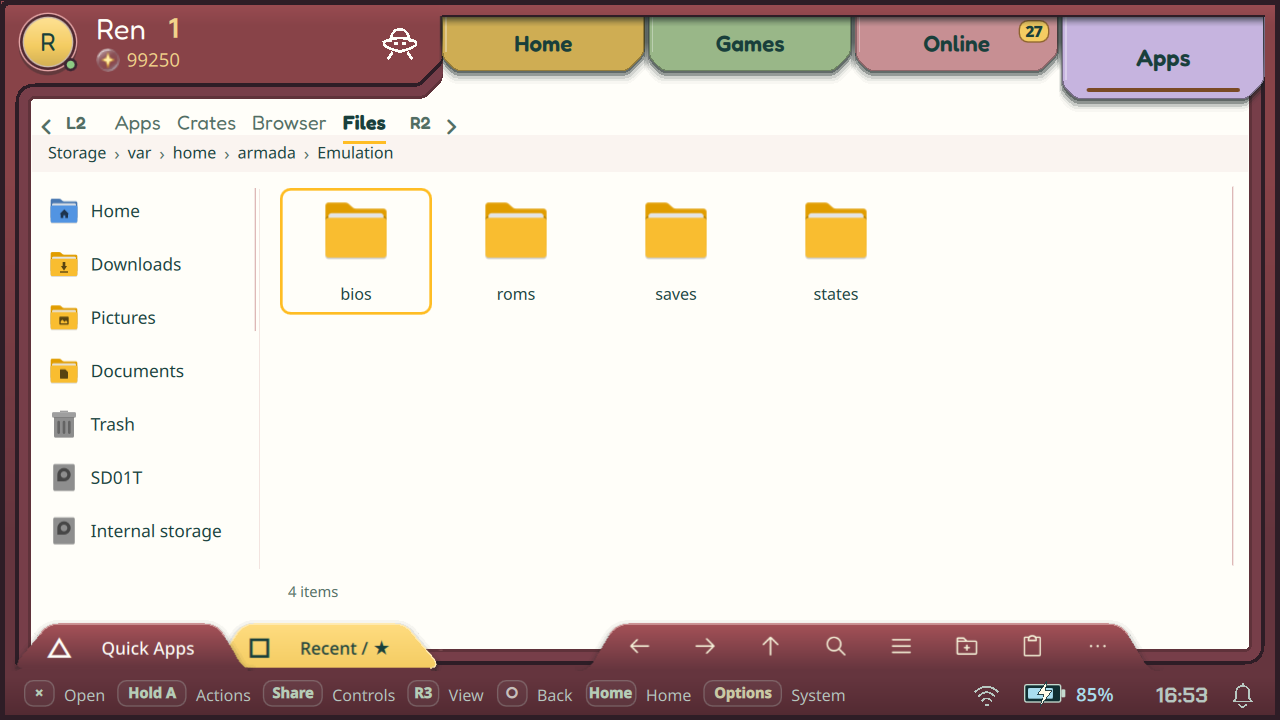 R
Ren 1
99250
Home
Games
Online
27
Apps
L2 Apps Crates Browser Files R2
Storage › var › home › armada › Emulation
Home
Downloads
Pictures
Documents
Trash
SD01T
Internal storage
bios
roms
saves
states
4 items
Quick Apps
Recent / ★
× Open Hold A Actions Share Controls R3 View O Back Home Home Options System
85%
16:53